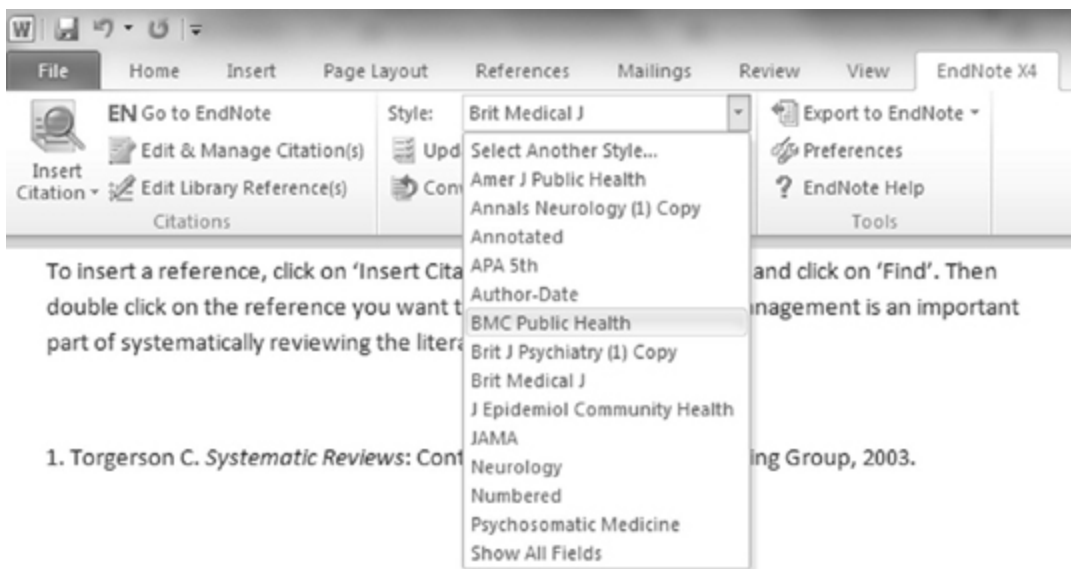 W
File Home Insert Page Layout References Mailings Review View EndNote X4
EN Go to EndNote
Edit & Manage Citation(s)
Edit Library Reference(s)
Insert
Citation
Citations
Style: Brit Medical J
Upd
Conv
Select Another Style...
Amer J Public Health
Annals Neurology (1) Copy
Annotated
APA 5th
Author-Date
BMC Public Health
Brit J Psychiatry (1) Copy
Brit Medical J
J Epidemiol Community Health
JAMA
Neurology
Numbered
Psychosomatic Medicine
Show All Fields
Export to EndNote
Preferences
? EndNote Help
Tools
To insert a reference, click on ‘Insert Cita and click on ‘Find’. Then
double click on the reference you want t nagement is an important
part of systematically reviewing the litera
1. Torgerson C. Systematic Reviews: Cont ing Group, 2003.